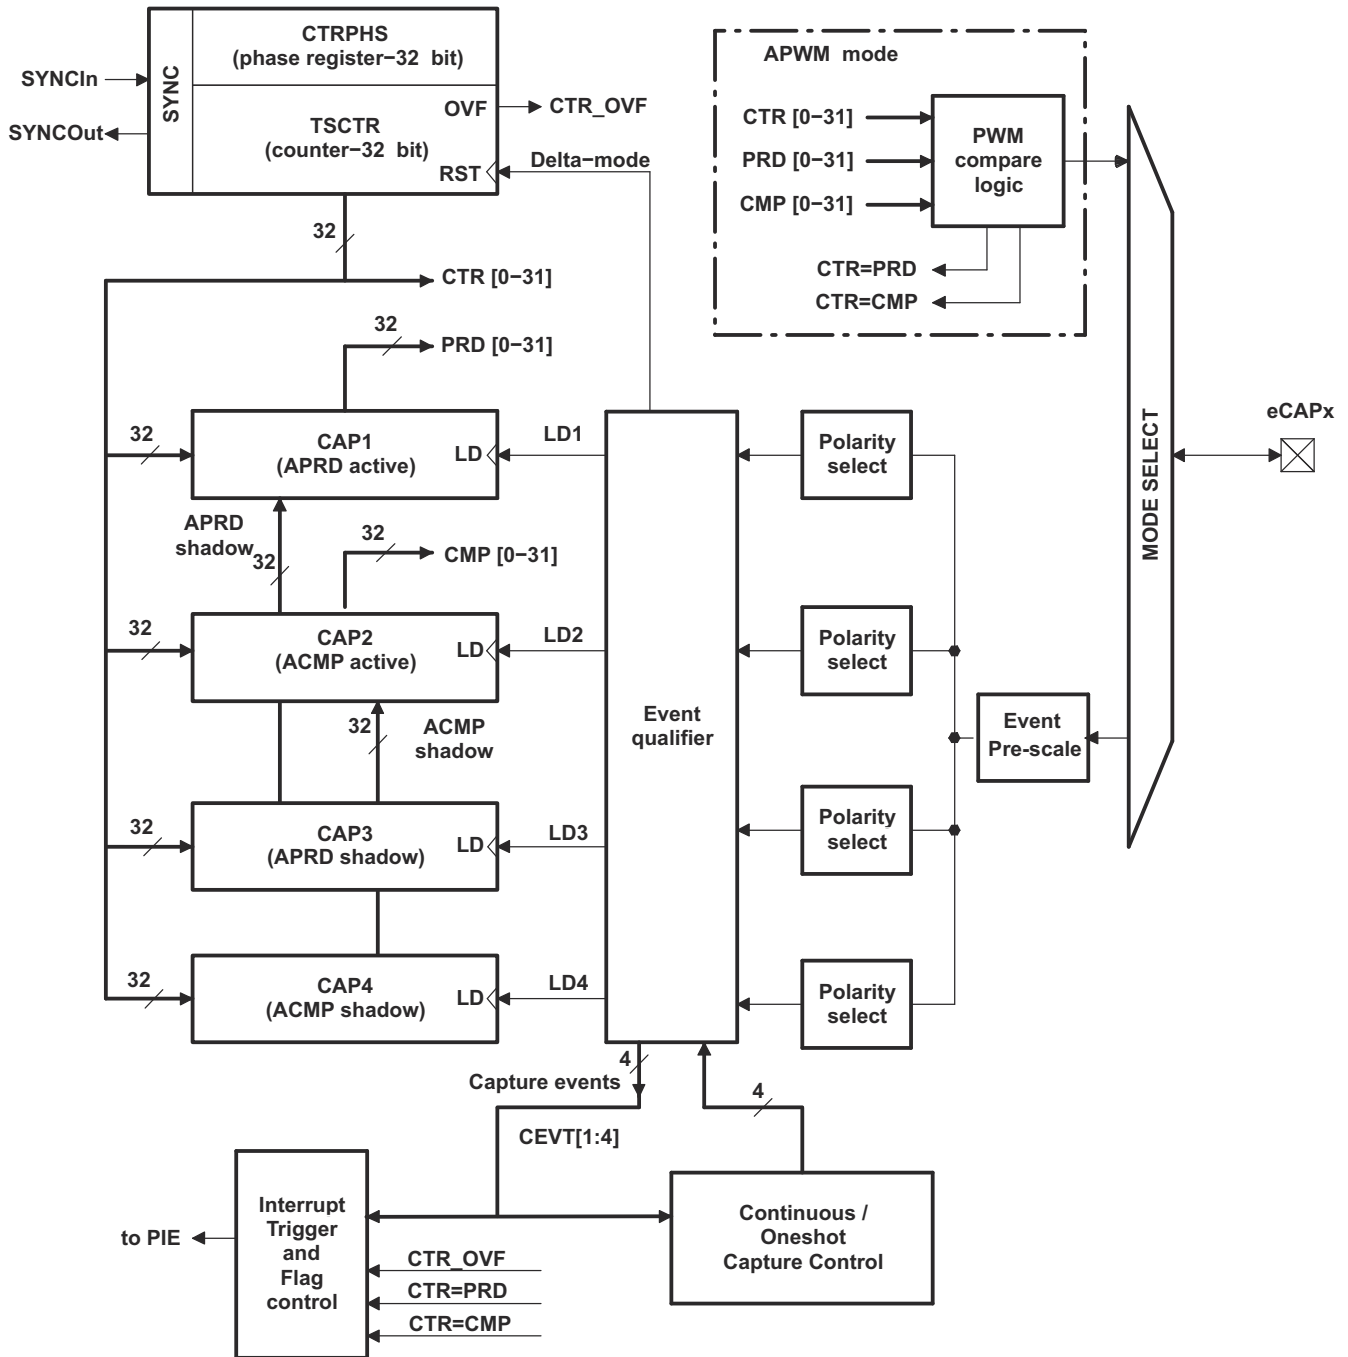 CTRPHS
(phase register−32 bit)
SYNC
SYNCIn
SYNCOut
OVF
CTR_OVF
TSCTR
(counter−32 bit)
RST
Delta−mode
32
CTR [0−31]
32
PRD [0−31]
APWM mode
CTR [0−31]
PRD [0−31]
CMP [0−31]
PWM
compare
logic
CTR=PRD
CTR=CMP
MODE SELECT
eCAPx
32
CAP1
(APRD active)
LD
LD1
Polarity
select
APRD
shadow
32
32
CMP [0−31]
32
CAP2
(ACMP active)
LD
LD2
Polarity
select
32
ACMP
shadow
Event
qualifier
Event
Pre-scale
32
CAP3
(APRD shadow)
LD
LD3
Polarity
select
32
CAP4
(ACMP shadow)
LD
LD4
Polarity
select
4
Capture events
4
CEVT[1:4]
to PIE
Interrupt
Trigger
and
Flag
control
CTR_OVF
CTR=PRD
CTR=CMP
Continuous /
Oneshot
Capture Control